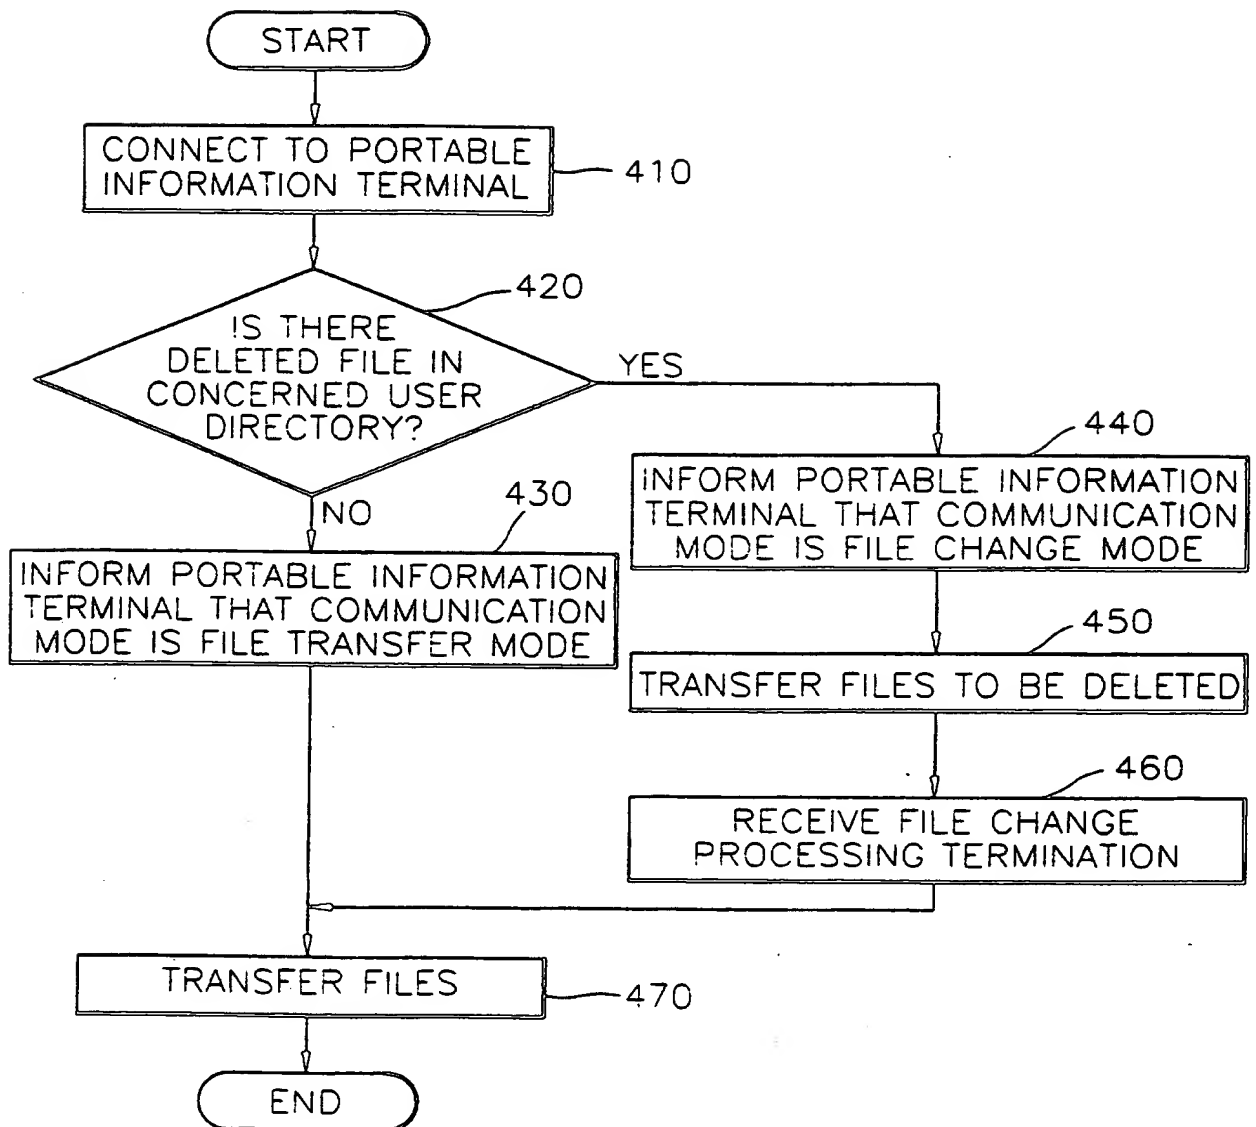 START
CONNECT TO PORTABLE
INFORMATION TERMINAL
410
420
IS THERE
DELETED FILE IN
CONCERNED USER
DIRECTORY?
YES
NO
430
INFORM PORTABLE INFORMATION
TERMINAL THAT COMMUNICATION
MODE IS FILE TRANSFER MODE
440
INFORM PORTABLE INFORMATION
TERMINAL THAT COMMUNICATION
MODE IS FILE CHANGE MODE
450
TRANSFER FILES TO BE DELETED
460
RECEIVE FILE CHANGE
PROCESSING TERMINATION
TRANSFER FILES
470
END